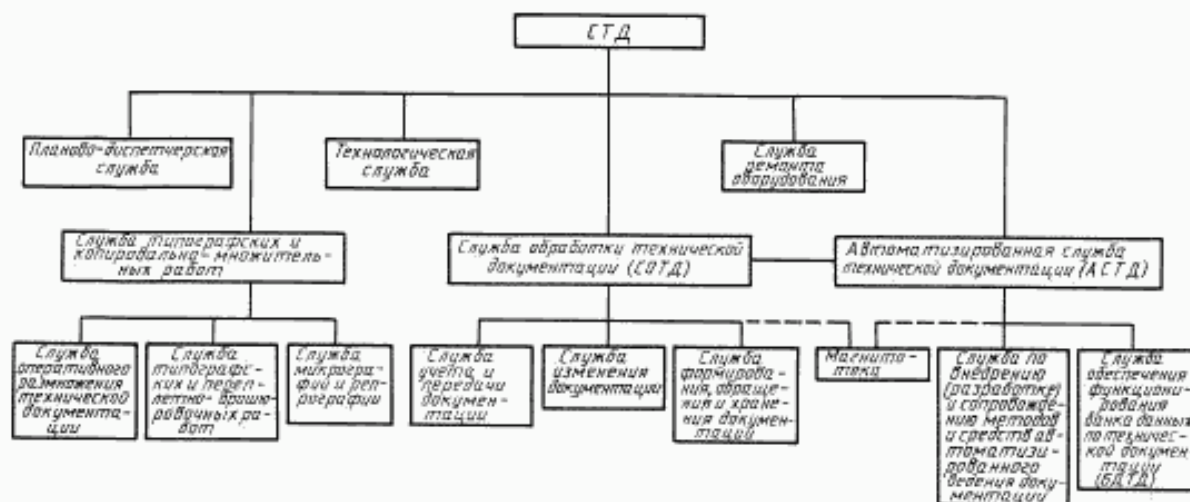 СТД
Планово-диспетчерская
служба
Технологическая
служба
Служба
ремонта
оборудования
Служба типографских и
копировально-множитель-
ных работ
Служба обработки технической
документации (СОТД)
Автоматизированная служба
технической документации (АСТД)
Служба
оперативного
размножения
технической
документа-
ции
Служба
типографс-
ких и переп-
летно-брошю-
ровочных ра-
бот
Служба
микрогра-
фий и реп-
рографии
Служба
учета и
передачи
докумен-
тации
Служба
изменения
документации
Служба
формирова-
ния, обраще-
ния и хране-
ния докумен-
таций
Магнито-
тека
Служба по
внедрению
(разработке)
и сопровожде-
нию методов
и средств ав-
томатизи-
рованного
ведения доку-
ментации
Служба
обеспечения
функциони-
рования
банка данных
по техничес-
кой докумен-
тации
(БДТД)